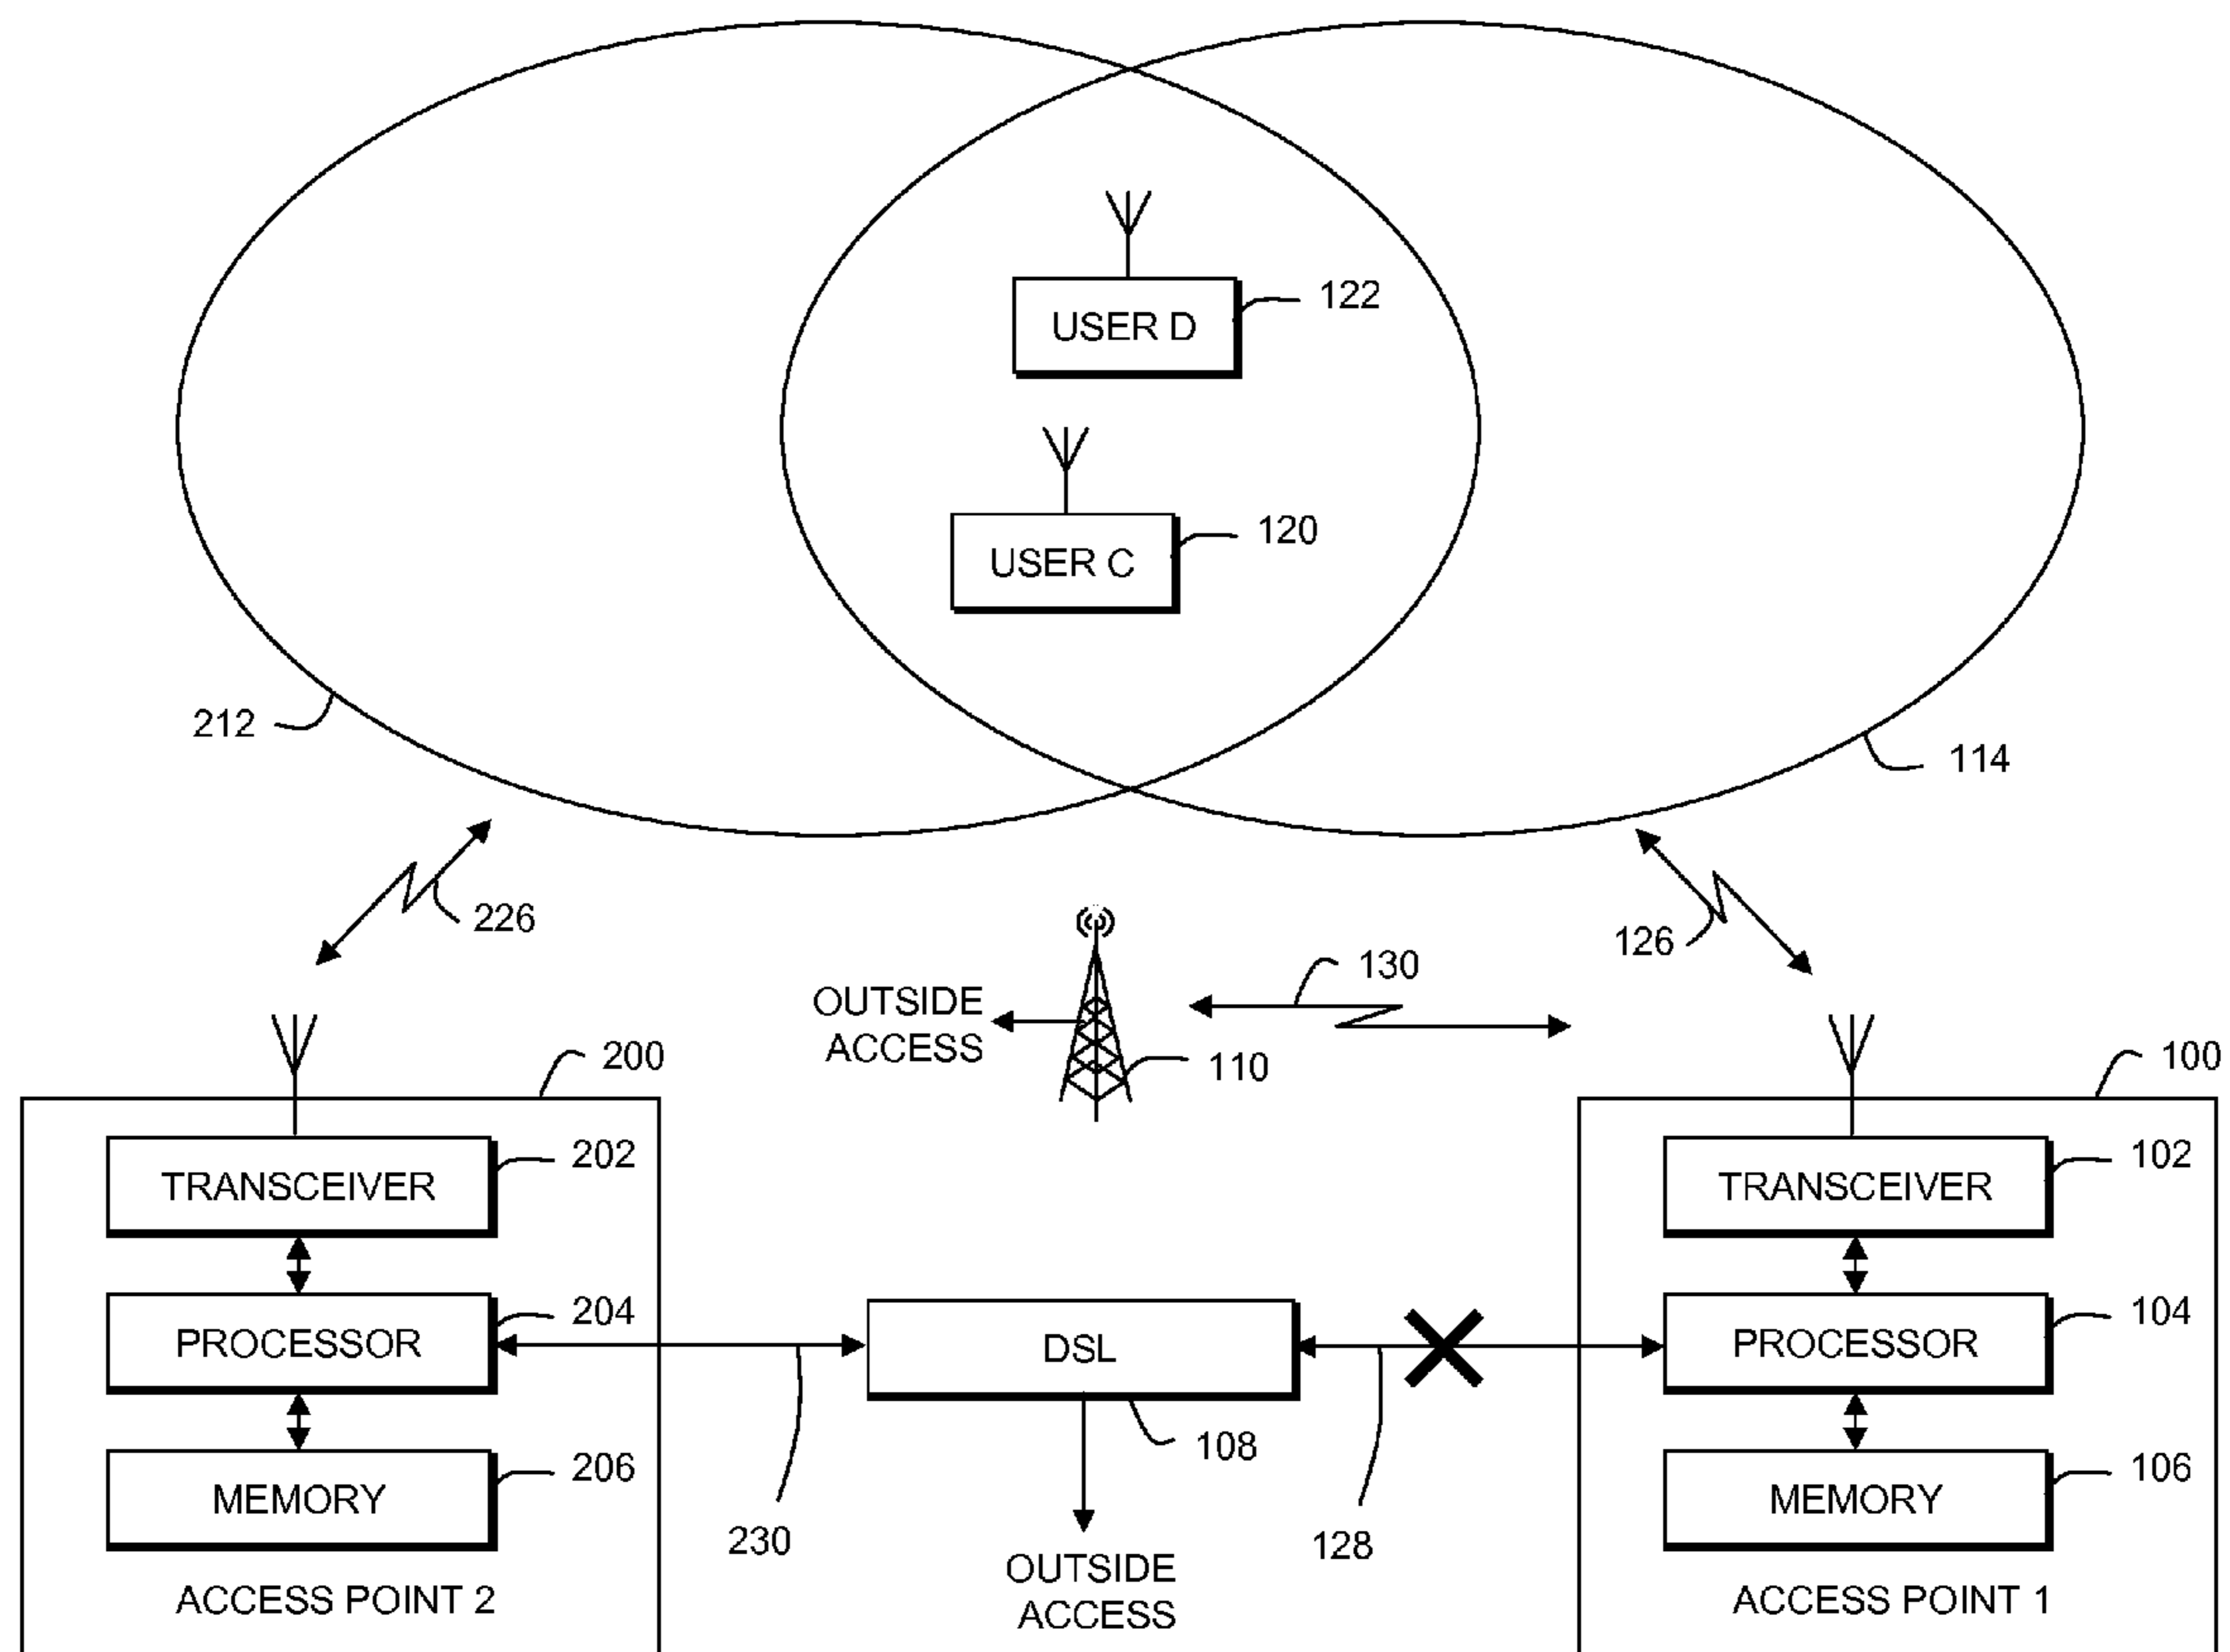 122
USER D
120
USER C
212
114
226
126
130
OUTSIDE
ACCESS
110
200
100
TRANSCEIVER
202
TRANSCEIVER
102
PROCESSOR
204
DSL
PROCESSOR
104
108
MEMORY
206
MEMORY
106
230
128
OUTSIDE
ACCESS
ACCESS POINT 2
ACCESS POINT 1